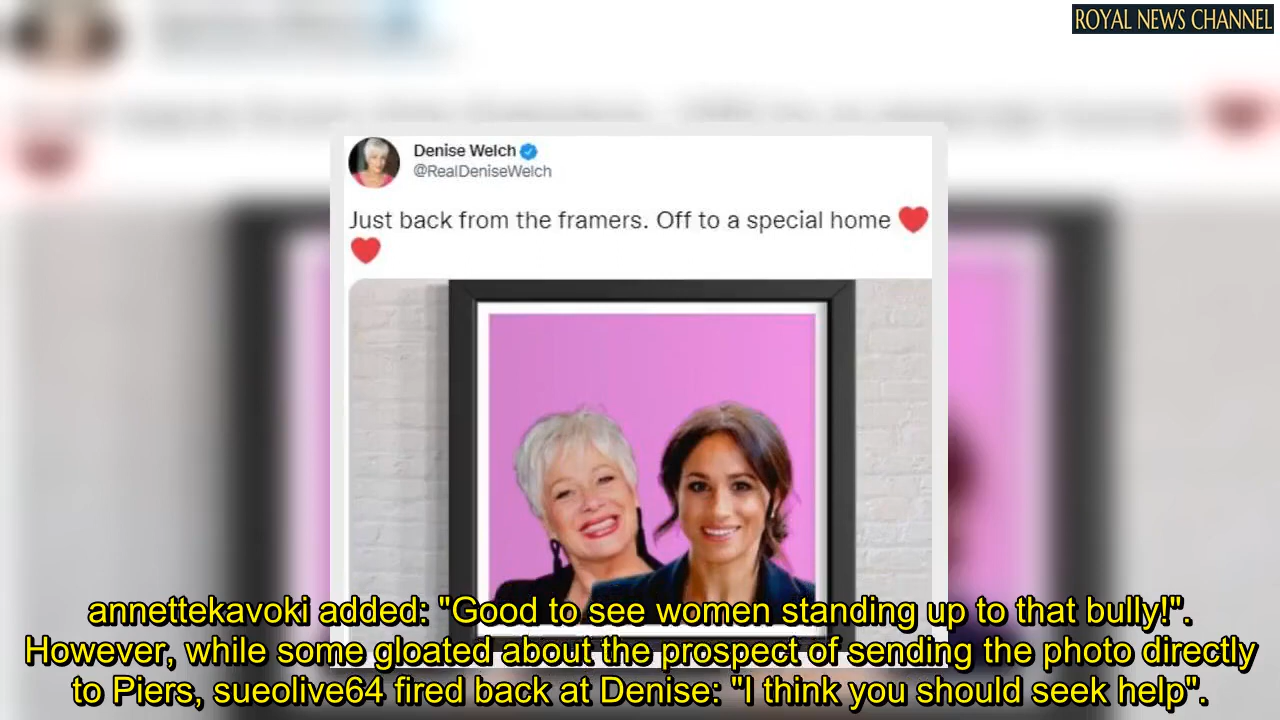 ROYAL NEWS CHANNEL
Denise Welch
@RealDeniseWelch
Just back from the framers. Off to a special home ❤️
❤️
annettekavoki added: "Good to see women standing up to that bully!".
However, while some gloated about the prospect of sending the photo directly
to Piers, sueolive64 fired back at Denise: "I think you should seek help".